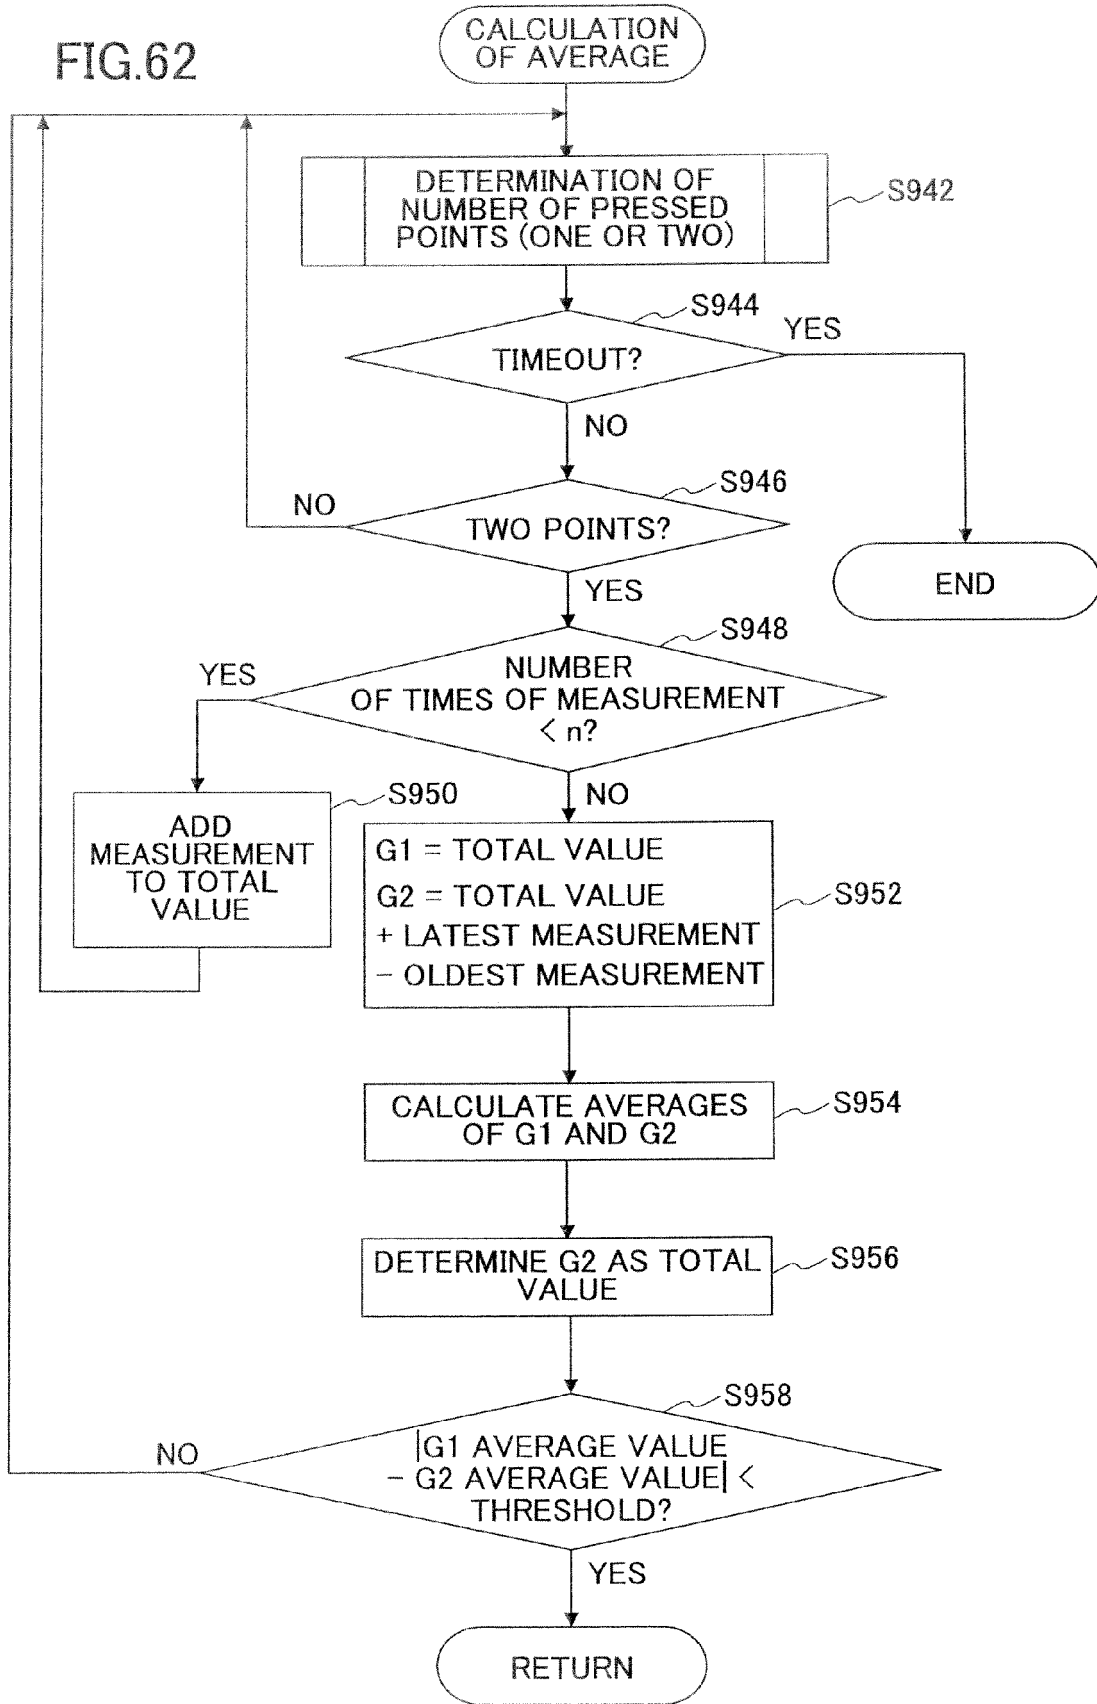 FIG.62
CALCULATION
OF AVERAGE
DETERMINATION OF
NUMBER OF PRESSED
POINTS (ONE OR TWO)
S942
S944
TIMEOUT?
YES
NO
S946
NO
TWO POINTS?
END
YES
S948
YES
NUMBER
OF TIMES OF MEASUREMENT
< n?
S950
NO
ADD
MEASUREMENT
TO TOTAL
VALUE
G1 = TOTAL VALUE
G2 = TOTAL VALUE
+ LATEST MEASUREMENT
− OLDEST MEASUREMENT
S952
CALCULATE AVERAGES
OF G1 AND G2
S954
DETERMINE G2 AS TOTAL
VALUE
S956
S958
NO
|G1 AVERAGE VALUE
− G2 AVERAGE VALUE| <
THRESHOLD?
YES
RETURN